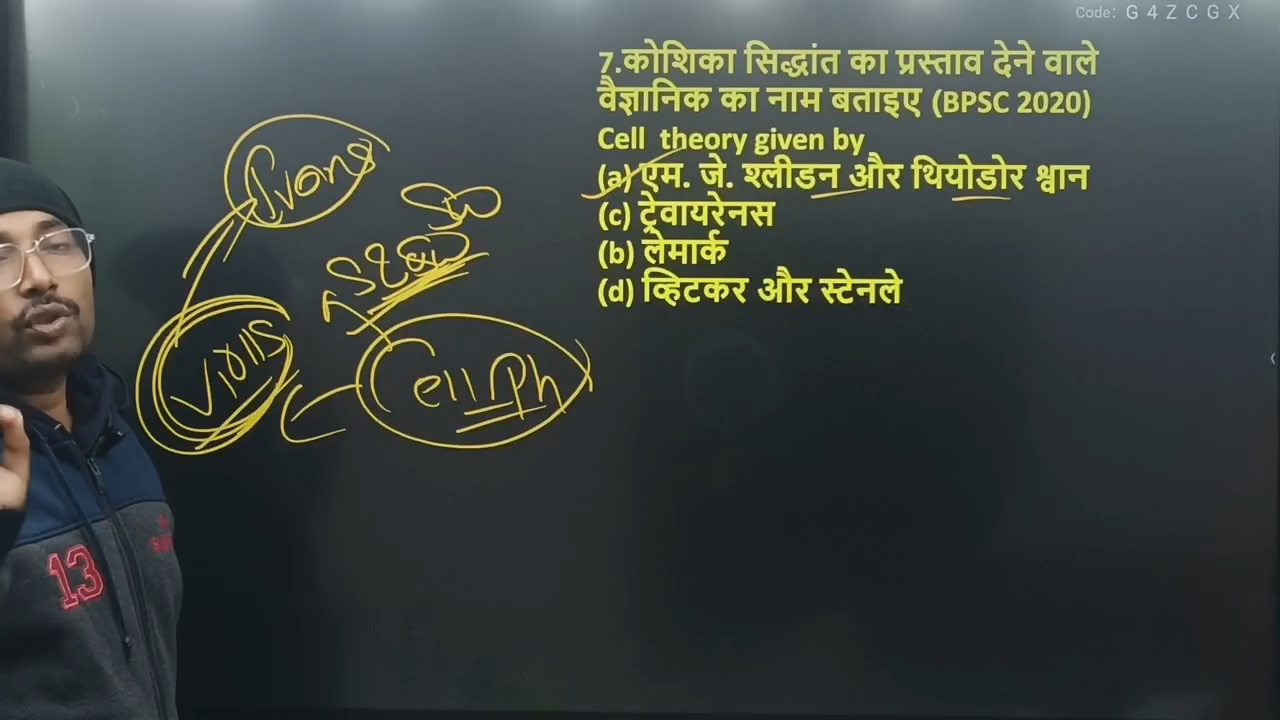 Code: G 4 Z C G X
7.कोशिका सिद्धांत का प्रस्ताव देने वाले
वैज्ञानिक का नाम बताइए (BPSC 2020)
Cell theory given by
(a) एम. जे. श्लीडन और थियोडोर श्वान
(c) ट्रेवायरेनस
(b) लेमार्क
(d) व्हिटकर और स्टेनले
Virus
13